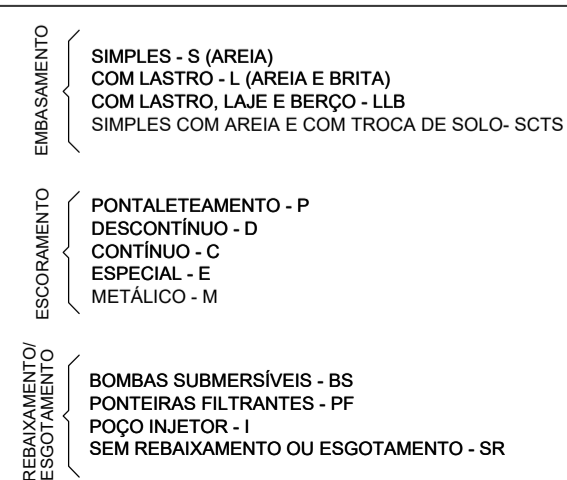 EMBASAMENTO
SIMPLES - S (AREIA)
COM LASTRO - L (AREIA E BRITA)
COM LASTRO, LAJE E BERÇO - LLB
SIMPLES COM AREIA E COM TROCA DE SOLO- SCTS
ESCORAMENTO
PONTALETEAMENTO - P
DESCONTÍNUO - D
CONTÍNUO - C
ESPECIAL - E
METÁLICO - M
REBAIXAMENTO/
ESGOTAMENTO
BOMBAS SUBMERSÍVEIS - BS
PONTEIRAS FILTRANTES - PF
POÇO INJETOR - I
SEM REBAIXAMENTO OU ESGOTAMENTO - SR